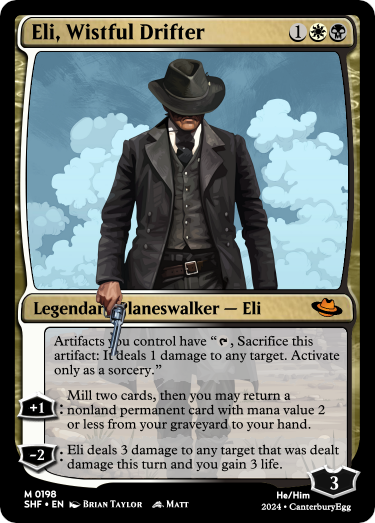 Eli, Wistful Drifter 1
Legendary Planeswalker — Eli
Artifacts you control have “, Sacrifice this
artifact: It deals 1 damage to any target. Activate
only as a sorcery.”
+1: Mill two cards, then you may return a
nonland permanent card with mana value 2
or less from your graveyard to your hand.
-2: Eli deals 3 damage to any target that was dealt
damage this turn and you gain 3 life.
3
M 0198 He/Him
SHF • EN Brian Taylor Matt 2024 - CanterburyEgg